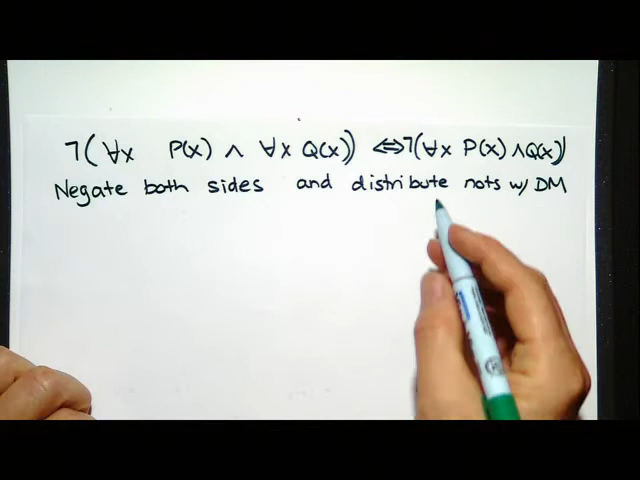 ¬(∀x P(x) ∧ ∀x Q(x)) ⇔ ¬(∀x P(x) ∧ Q(x))
Negate both sides and distribute nots w/ DM